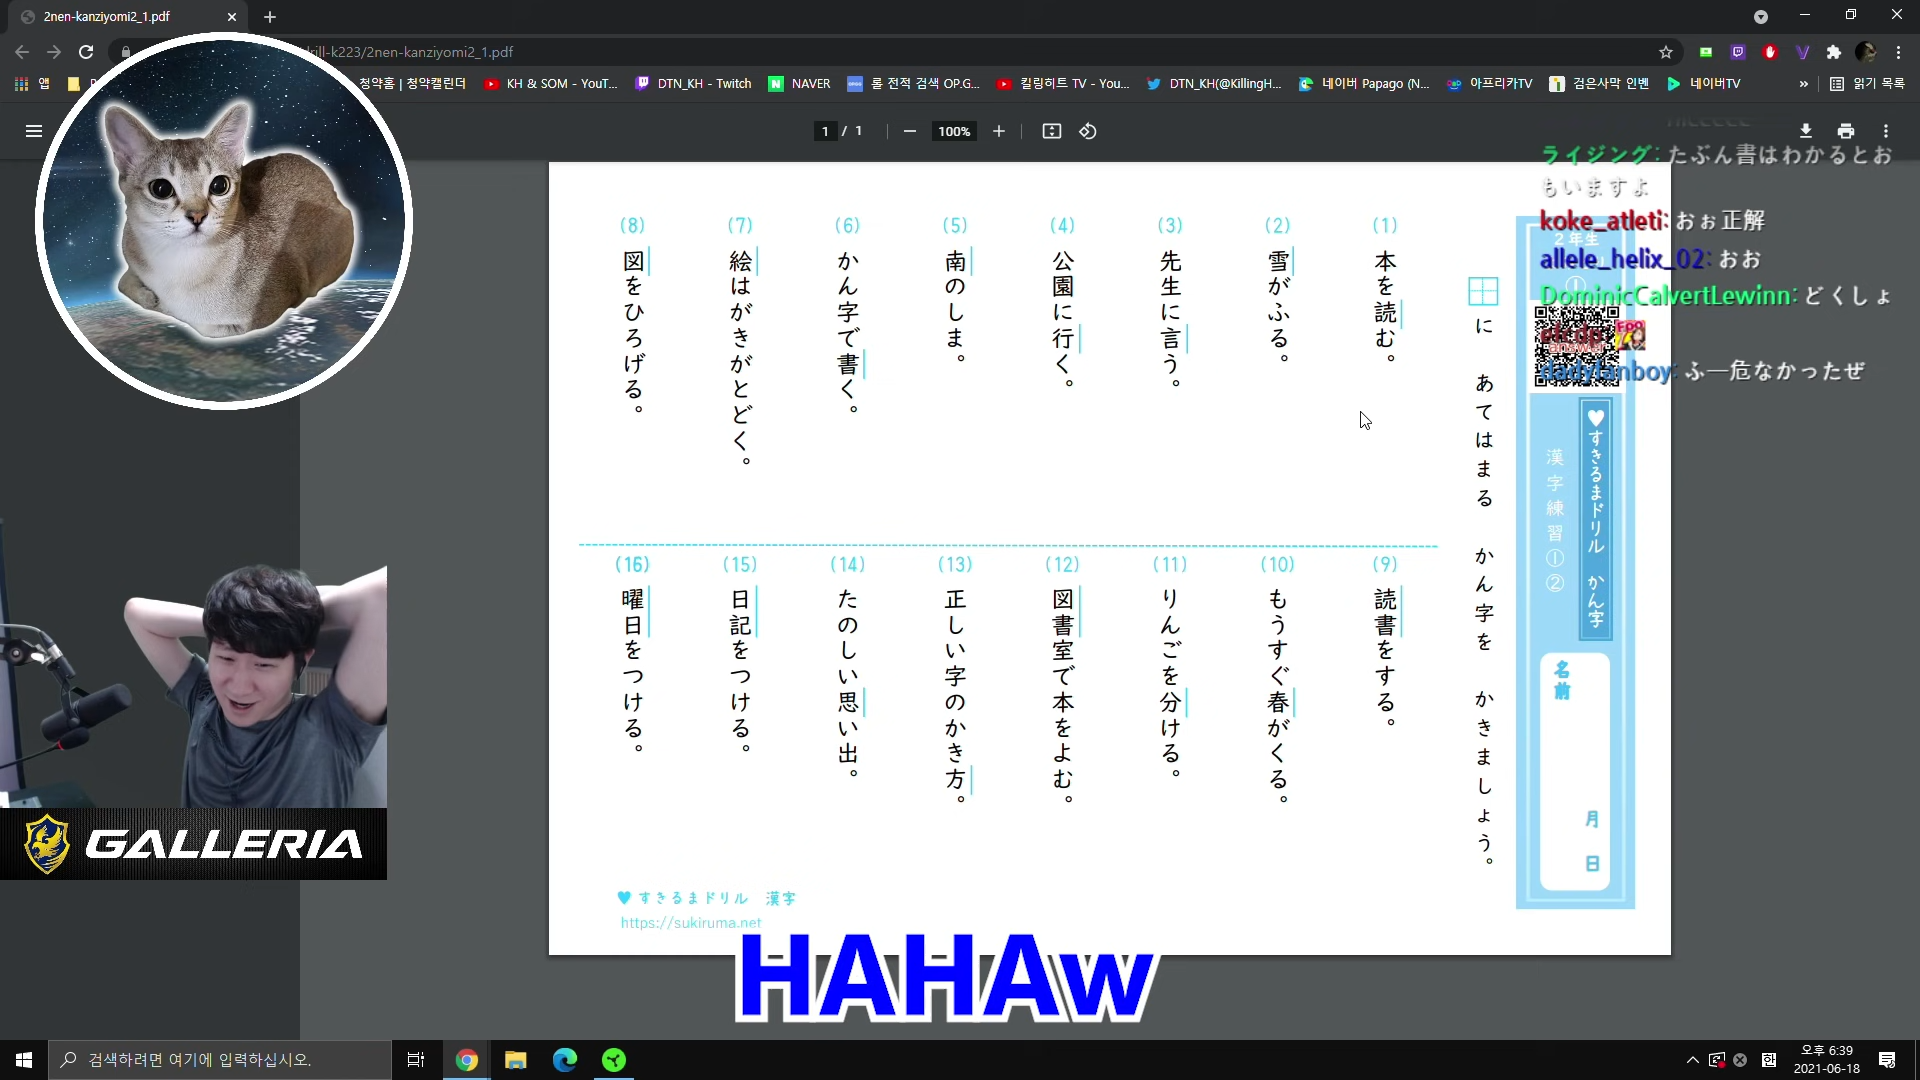 2nen-kanziyomi2_1.pdf
rill-k223/2nen-kanziyomi2_1.pdf
앱
청약홈 | 청약캘린더
KH & SOM - YouT...
DTN_KH - Twitch
NAVER
롤 전적 검색 OP.G...
킬링히트 TV - You...
DTN_KH(@KillingH...
네이버 Papago (N...
아프리카TV
검은사막 인벤
네이버TV
»
읽기 목록
1 / 1
100%
ライジング: たぶん書はわかるとお
もいますよ
koke_atleti: おぉ正解
allele_helix_02: おお
DominicCalvertLewinn: どくしょ
dadyfanboy: ふー危なかったぜ
2年生
♥すきるまドリル かん字
漢字練習①②
名前
月 日
に あてはまる かん字を かきましょう。
(1) 本を読む。
(2) 雪がふる。
(3) 先生に言う。
(4) 公園に行く。
(5) 南のしま。
(6) かん字で書く。
(7) 絵はがきがとどく。
(8) 図をひろげる。
(9) 読書をする。
(10) もうすぐ春がくる。
(11) りんごを分ける。
(12) 図書室で本をよむ。
(13) 正しい字のかき方。
(14) たのしい思い出。
(15) 日記をつける。
(16) 曜日をつける。
♥ すきるまドリル 漢字
https://sukiruma.net
GALLERIA
HAHAw
검색하려면 여기에 입력하십시오.
한
오후 6:39
2021-06-18